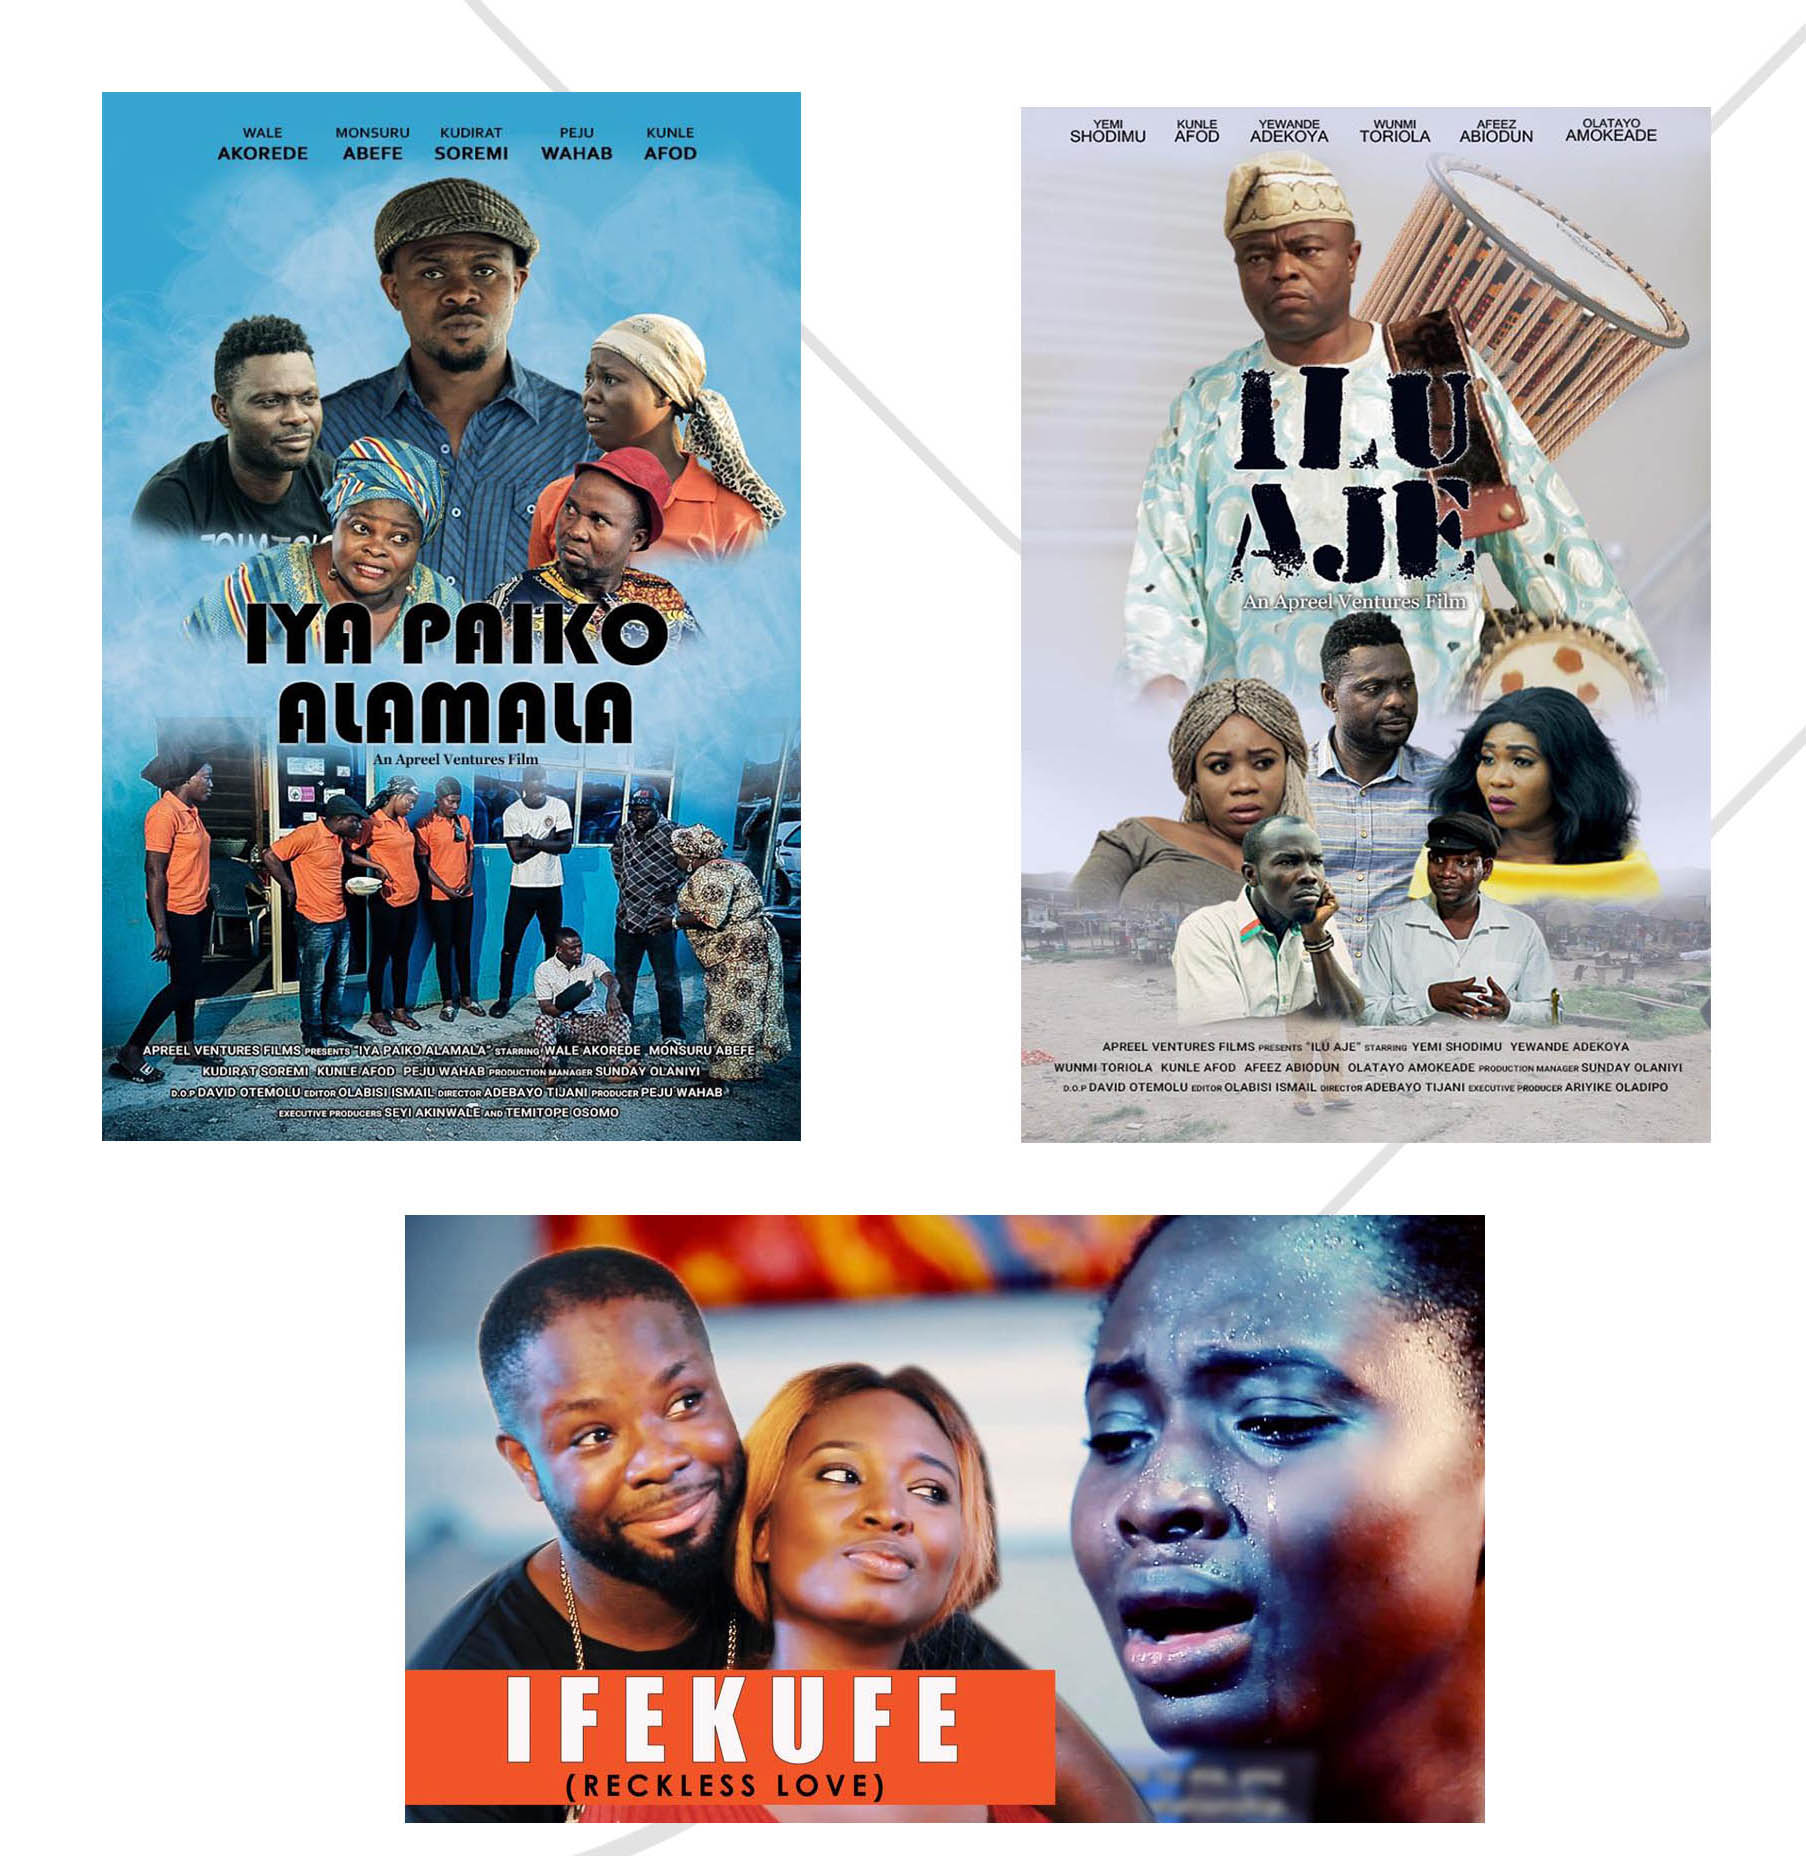 WALE MONSURU KUDIRAT PEJU KUNLE
AKOREDE ABEFE SOREMI WAHAB AFOD
IYA PAIKO
ALAMALA
An Apreel Ventures Film
APREEL VENTURES FILMS PRESENTS "IYA PAIKO ALAMALA" STARRING WALE AKOREDE MONSURU ABEFE
KUDIRAT SOREMI KUNLE AFOD PEJU WAHAB PRODUCTION MANAGER SUNDAY OLANIYI
D.O.P DAVID OTEMOLU EDITOR OLABISI ISMAIL DIRECTOR ADEBAYO TIJANI PRODUCER PEJU WAHAB
EXECUTIVE PRODUCERS SEYI AKINWALE AND TEMITOPE OSOMO
YEMI KUNLE YEWANDE WUNMI AFEEZ OLATAYO
SHODIMU AFOD ADEKOYA TORIOLA ABIODUN AMOKEADE
ILU
AJE
An Apreel Ventures Film
APREEL VENTURES FILMS PRESENTS "ILU AJE" STARRING YEMI SHODIMU YEWANDE ADEKOYA
WUNMI TORIOLA KUNLE AFOD AFEEZ ABIODUN OLATAYO AMOKEADE PRODUCTION MANAGER SUNDAY OLANIYI
D.O.P DAVID OTEMOLU EDITOR OLABISI ISMAIL DIRECTOR ADEBAYO TIJANI EXECUTIVE PRODUCER ARIYIKE OLADIPO
IFEKUFE
(RECKLESS LOVE)